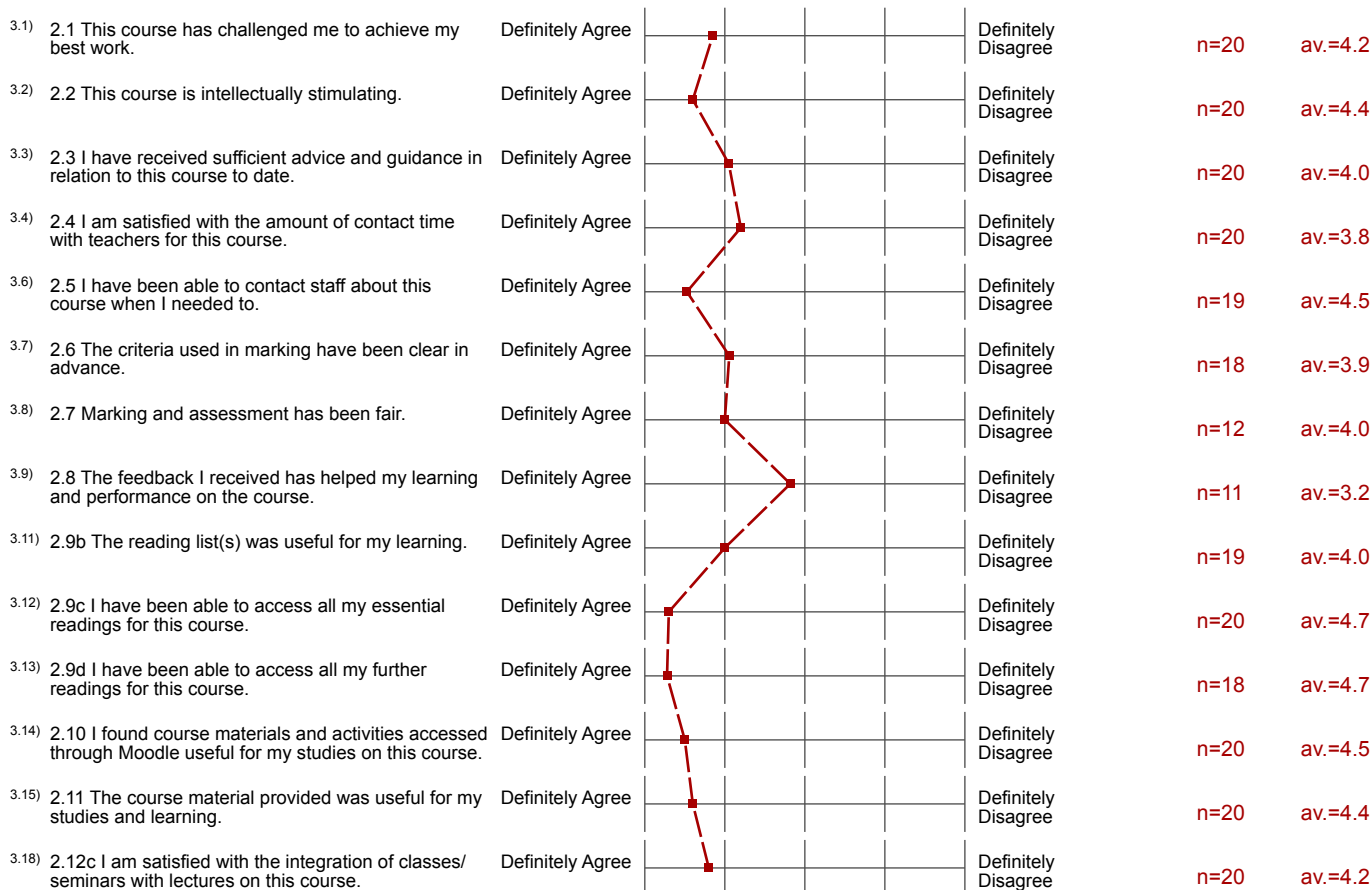 3.1) 2.1 This course has challenged me to achieve my best work. Definitely Agree Definitely Disagree n=20 av.=4.2
3.2) 2.2 This course is intellectually stimulating. Definitely Agree Definitely Disagree n=20 av.=4.4
3.3) 2.3 I have received sufficient advice and guidance in relation to this course to date. Definitely Agree Definitely Disagree n=20 av.=4.0
3.4) 2.4 I am satisfied with the amount of contact time with teachers for this course. Definitely Agree Definitely Disagree n=20 av.=3.8
3.6) 2.5 I have been able to contact staff about this course when I needed to. Definitely Agree Definitely Disagree n=19 av.=4.5
3.7) 2.6 The criteria used in marking have been clear in advance. Definitely Agree Definitely Disagree n=18 av.=3.9
3.8) 2.7 Marking and assessment has been fair. Definitely Agree Definitely Disagree n=12 av.=4.0
3.9) 2.8 The feedback I received has helped my learning and performance on the course. Definitely Agree Definitely Disagree n=11 av.=3.2
3.11) 2.9b The reading list(s) was useful for my learning. Definitely Agree Definitely Disagree n=19 av.=4.0
3.12) 2.9c I have been able to access all my essential readings for this course. Definitely Agree Definitely Disagree n=20 av.=4.7
3.13) 2.9d I have been able to access all my further readings for this course. Definitely Agree Definitely Disagree n=18 av.=4.7
3.14) 2.10 I found course materials and activities accessed through Moodle useful for my studies on this course. Definitely Agree Definitely Disagree n=20 av.=4.5
3.15) 2.11 The course material provided was useful for my studies and learning. Definitely Agree Definitely Disagree n=20 av.=4.4
3.18) 2.12c I am satisfied with the integration of classes/ seminars with lectures on this course. Definitely Agree Definitely Disagree n=20 av.=4.2